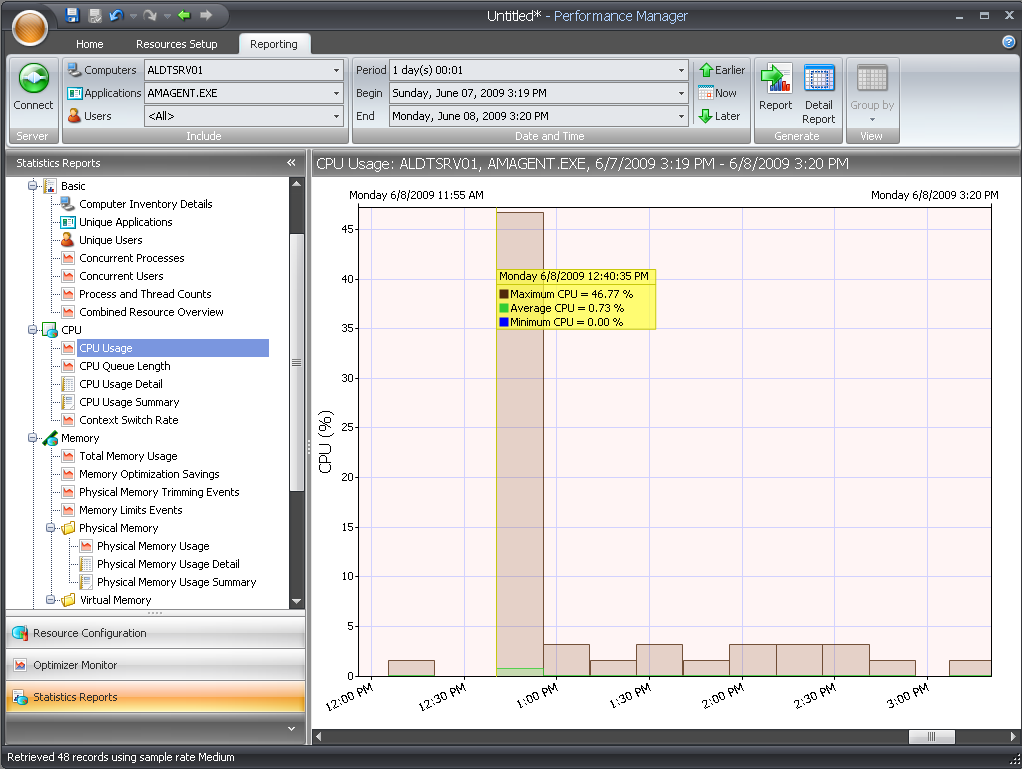 Untitled* - Performance Manager
Home Resources Setup Reporting
Connect
Server
Computers ALDTSRV01
Applications AMAGENT.EXE
Users <All>
Include
Period 1 day(s) 00:01
Begin Sunday, June 07, 2009 3:19 PM
End Monday, June 08, 2009 3:20 PM
Earlier
Now
Later
Date and Time
Report
Detail
Report
Generate
Group by
View
Statistics Reports
Basic
Computer Inventory Details
Unique Applications
Unique Users
Concurrent Processes
Concurrent Users
Process and Thread Counts
Combined Resource Overview
CPU
CPU Usage
CPU Queue Length
CPU Usage Detail
CPU Usage Summary
Context Switch Rate
Memory
Total Memory Usage
Memory Optimization Savings
Physical Memory Trimming Events
Memory Limits Events
Physical Memory
Physical Memory Usage
Physical Memory Usage Detail
Physical Memory Usage Summary
Virtual Memory
Resource Configuration
Optimizer Monitor
Statistics Reports
CPU Usage: ALDTSRV01, AMAGENT.EXE, 6/7/2009 3:19 PM - 6/8/2009 3:20 PM
Monday 6/8/2009 11:55 AM Monday 6/8/2009 3:20 PM
CPU (%)
45
40
35
30
25
20
15
10
5
0
Monday 6/8/2009 12:40:35 PM
Maximum CPU = 46.77 %
Average CPU = 0.73 %
Minimum CPU = 0.00 %
12:00 PM 12:30 PM 1:00 PM 1:30 PM 2:00 PM 2:30 PM 3:00 PM
Retrieved 48 records using sample rate Medium